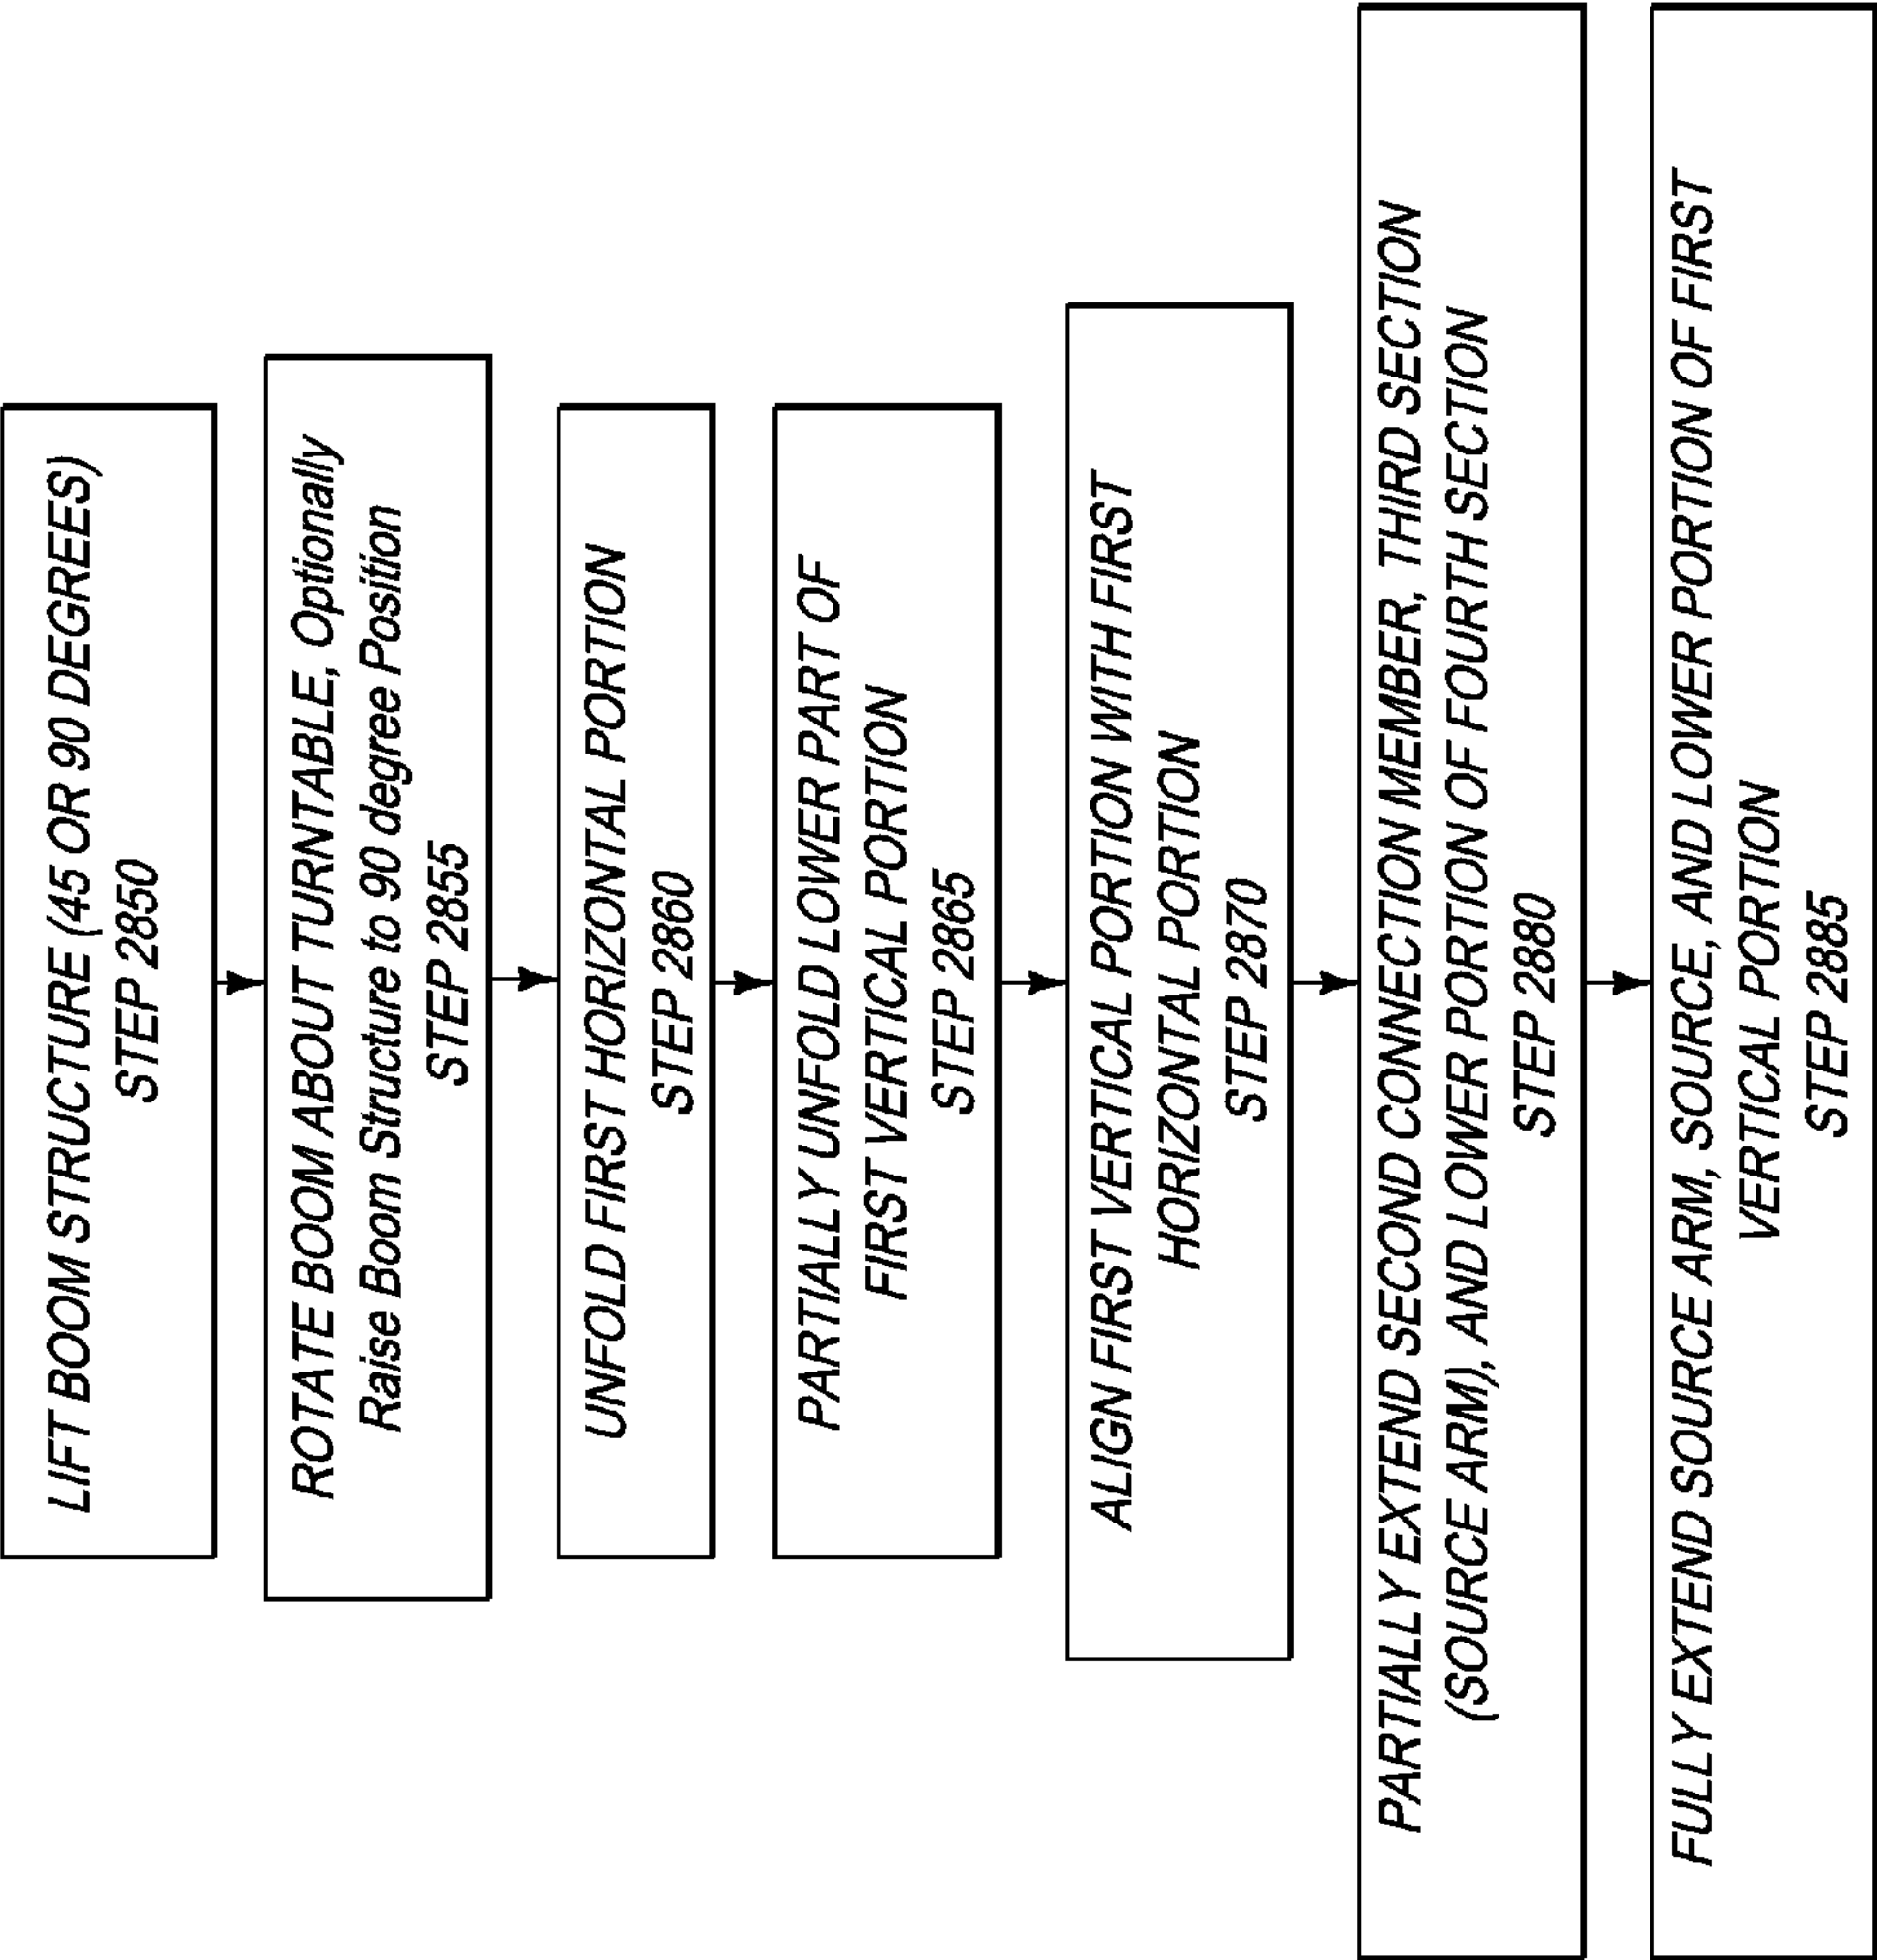 LIFT BOOM STRUCTURE (45 OR 90 DEGREES)
STEP 2850
ROTATE BOOM ABOUT TURNTABLE, Optionally
Raise Boom Structure to 90 degree Position
STEP 2855
UNFOLD FIRST HORIZONTAL PORTION
STEP 2860
PARTIALLY UNFOLD LOWER PART OF
FIRST VERTICAL PORTION
STEP 2865
ALIGN FIRST VERTICAL PORTION WITH FIRST
HORIZONTAL PORTION
STEP 2870
PARTIALLY EXTEND SECOND CONNECTION MEMBER, THIRD SECTION
(SOURCE ARM), AND LOWER PORTION OF FOURTH SECTION
STEP 2880
FULLY EXTEND SOURCE ARM, SOURCE, AND LOWER PORTION OF FIRST
VERTICAL PORTION
STEP 2885